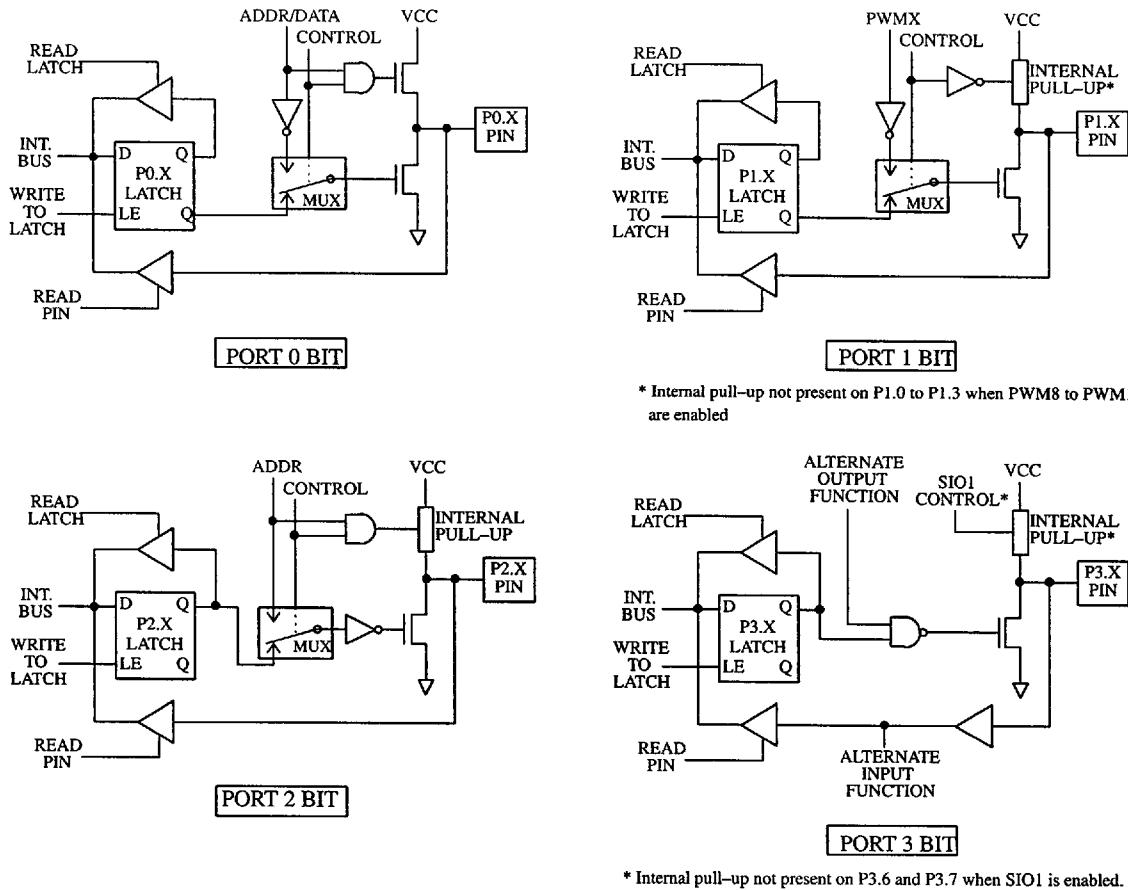 ADDR/DATA
CONTROL
VCC
READ
LATCH
INT.
BUS
D
Q
P0.X
LATCH
WRITE
TO
LATCH
LE
Q
MUX
P0.X
PIN
READ
PIN
PORT 0 BIT
PWMX
CONTROL
VCC
READ
LATCH
INTERNAL
PULL–UP*
INT.
BUS
D
Q
P1.X
LATCH
WRITE
TO
LATCH
LE
Q
MUX
P1.X
PIN
READ
PIN
PORT 1 BIT
* Internal pull–up not present on P1.0 to P1.3 when PWM8 to PWM
are enabled
ADDR
CONTROL
VCC
READ
LATCH
INTERNAL
PULL–UP
INT.
BUS
D
Q
P2.X
LATCH
WRITE
TO
LATCH
LE
Q
MUX
P2.X
PIN
READ
PIN
PORT 2 BIT
ALTERNATE
OUTPUT
FUNCTION
SIO1
CONTROL*
VCC
READ
LATCH
INTERNAL
PULL–UP*
INT.
BUS
D
Q
P3.X
LATCH
WRITE
TO
LATCH
LE
Q
P3.X
PIN
READ
PIN
ALTERNATE
INPUT
FUNCTION
PORT 3 BIT
* Internal pull–up not present on P3.6 and P3.7 when SIO1 is enabled.